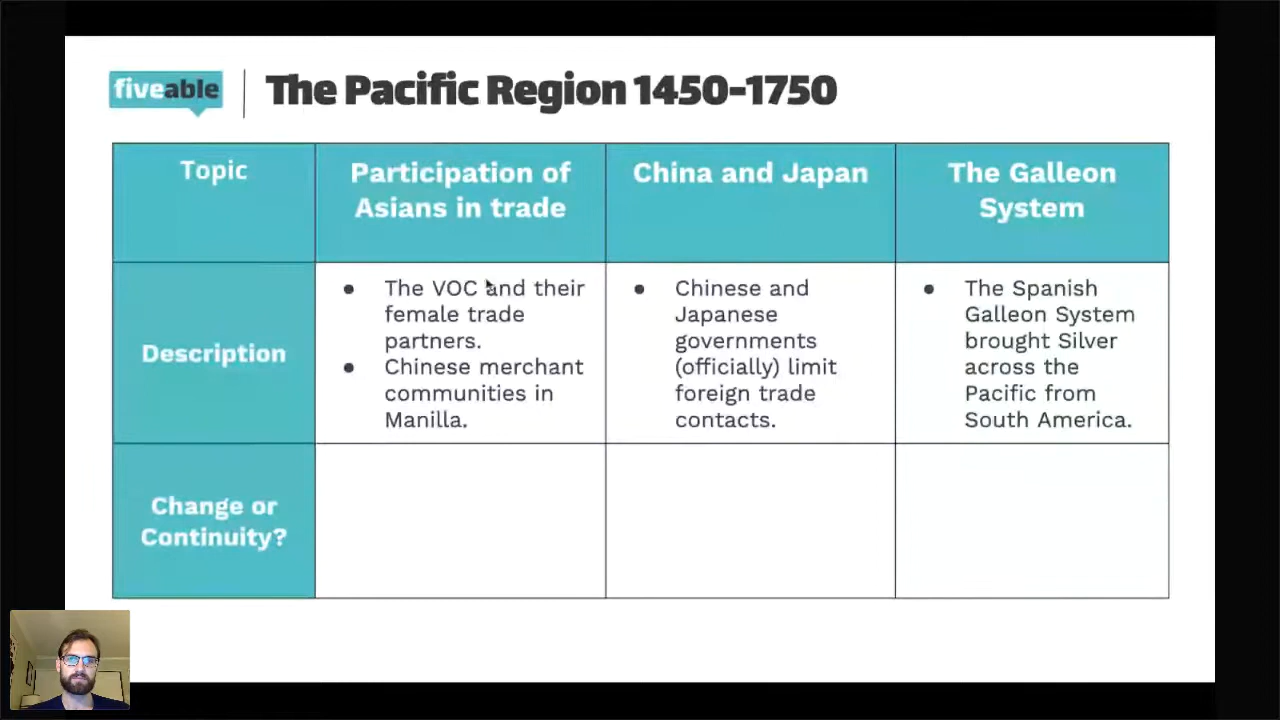 fiveable
The Pacific Region 1450-1750
Topic
Participation of
Asians in trade
China and Japan
The Galleon
System
Description
● The VOC and their
female trade
partners.
● Chinese merchant
communities in
Manilla.
● Chinese and
Japanese
governments
(officially) limit
foreign trade
contacts.
● The Spanish
Galleon System
brought Silver
across the
Pacific from
South America.
Change or
Continuity?